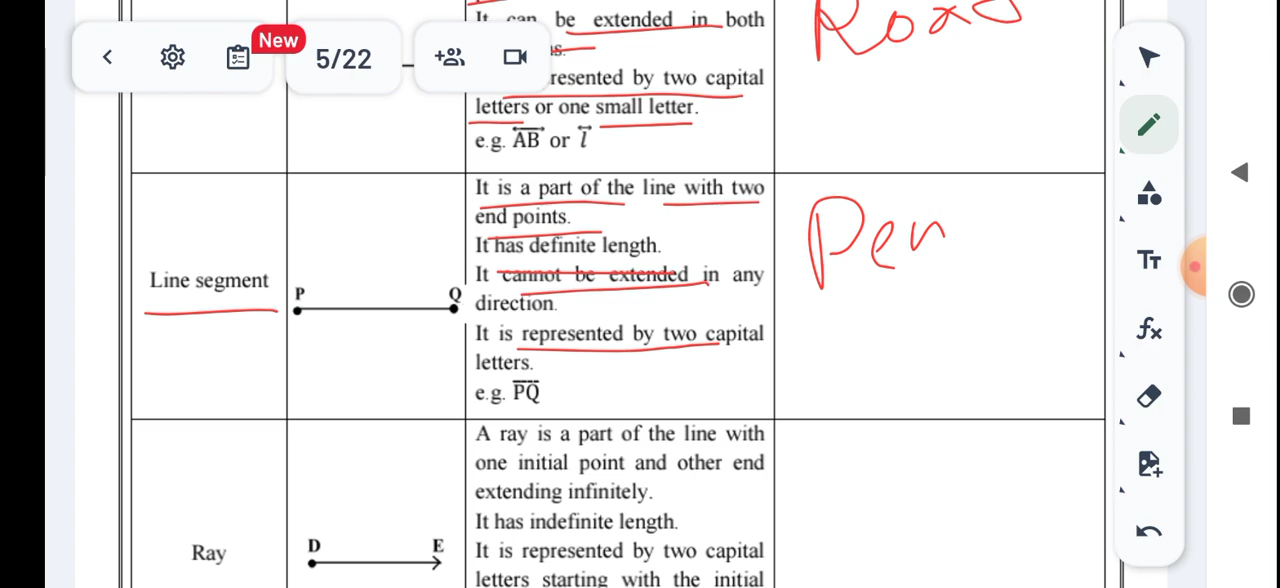 It can be extended in both
Road
New
5/22
resented by two capital
letters or one small letter.
e.g. AB or l
It is a part of the line with two
end points.
Pen
It has definite length.
It cannot be extended in any
direction.
Line segment
P
Q
It is represented by two capital
letters.
e.g. PQ
A ray is a part of the line with
one initial point and other end
extending infinitely.
It has indefinite length.
Ray
D
E
It is represented by two capital
letters starting with the initial
Tт
fx